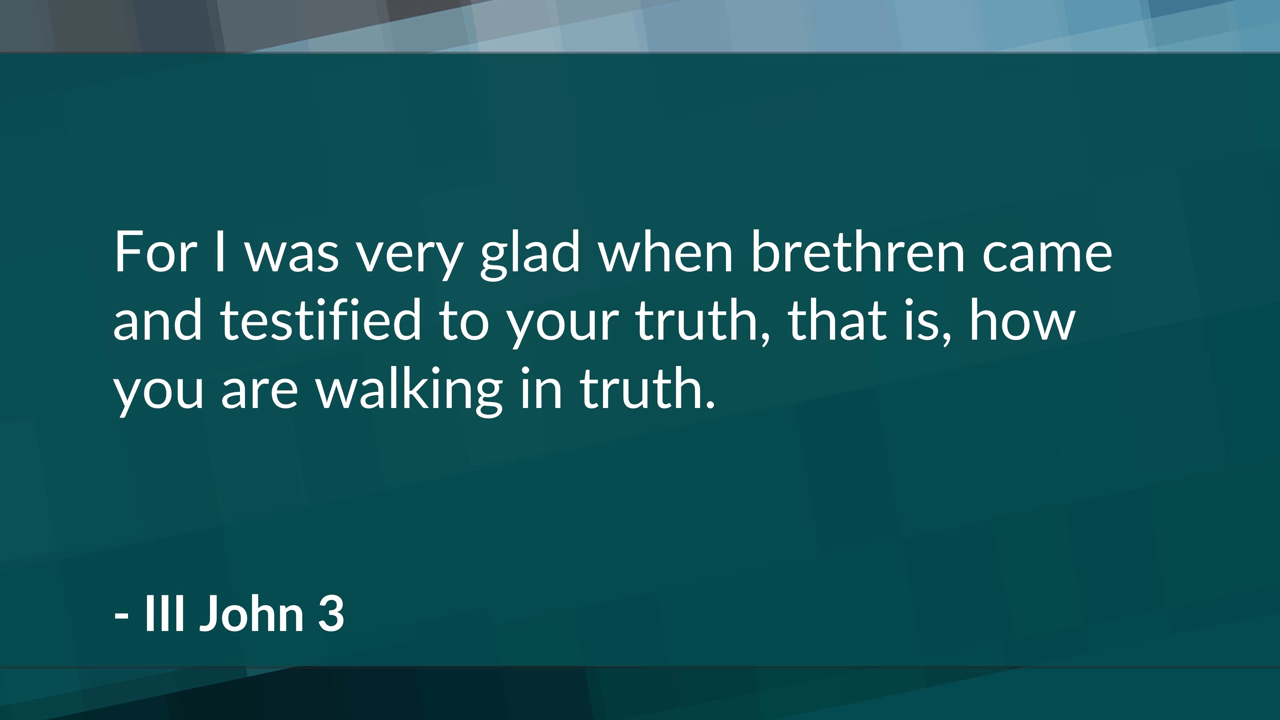 For I was very glad when brethren came
and testified to your truth, that is, how
you are walking in truth.
- III John 3